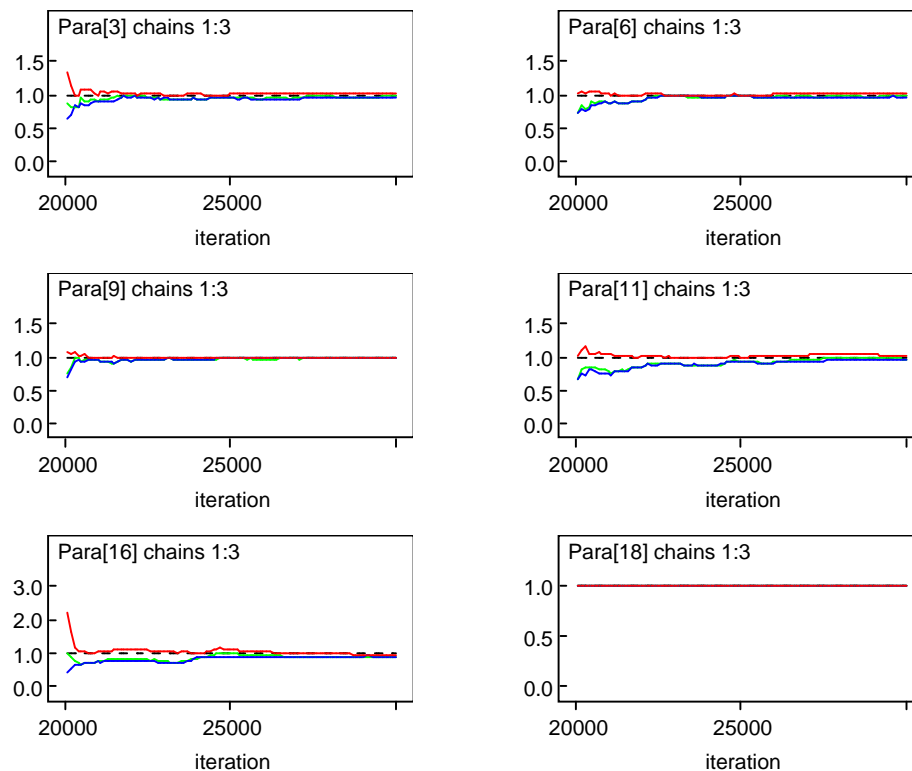 Para[3] chains 1:3
1.5
1.0
0.5
0.0
20000 25000
iteration
Para[6] chains 1:3
1.5
1.0
0.5
0.0
20000 25000
iteration
Para[9] chains 1:3
1.5
1.0
0.5
0.0
20000 25000
iteration
Para[11] chains 1:3
1.5
1.0
0.5
0.0
20000 25000
iteration
Para[16] chains 1:3
3.0
2.0
1.0
0.0
20000 25000
iteration
Para[18] chains 1:3
1.0
0.5
0.0
20000 25000
iteration